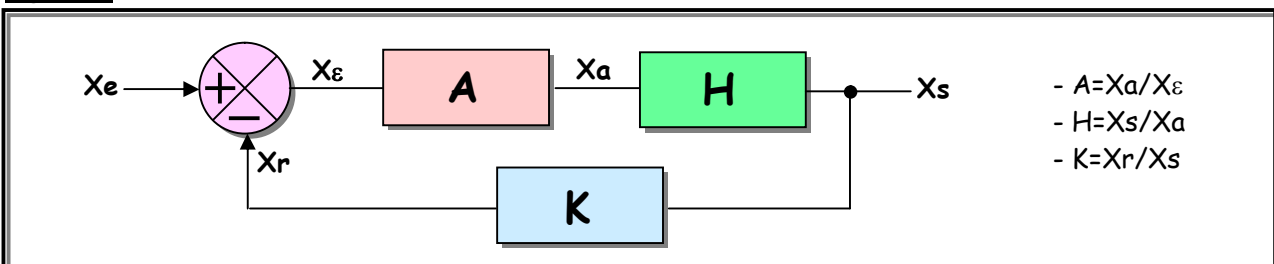 Xe
+
−
Xε
A
Xa
H
Xs
Xr
K
- A=Xa/Xε
- H=Xs/Xa
- K=Xr/Xs